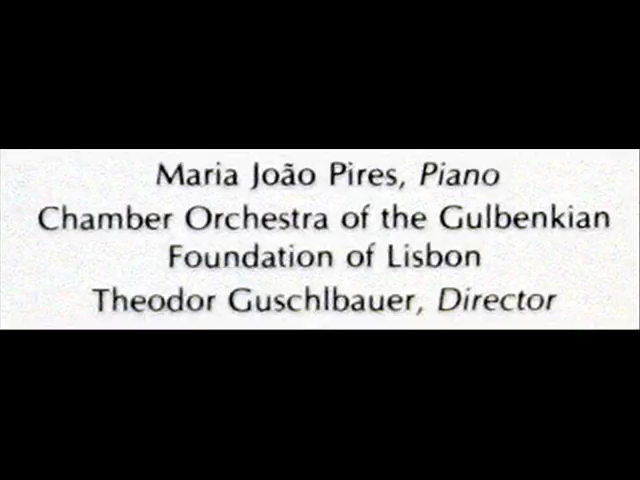 Maria João Pires, Piano
Chamber Orchestra of the Gulbenkian
Foundation of Lisbon
Theodor Guschlbauer, Director